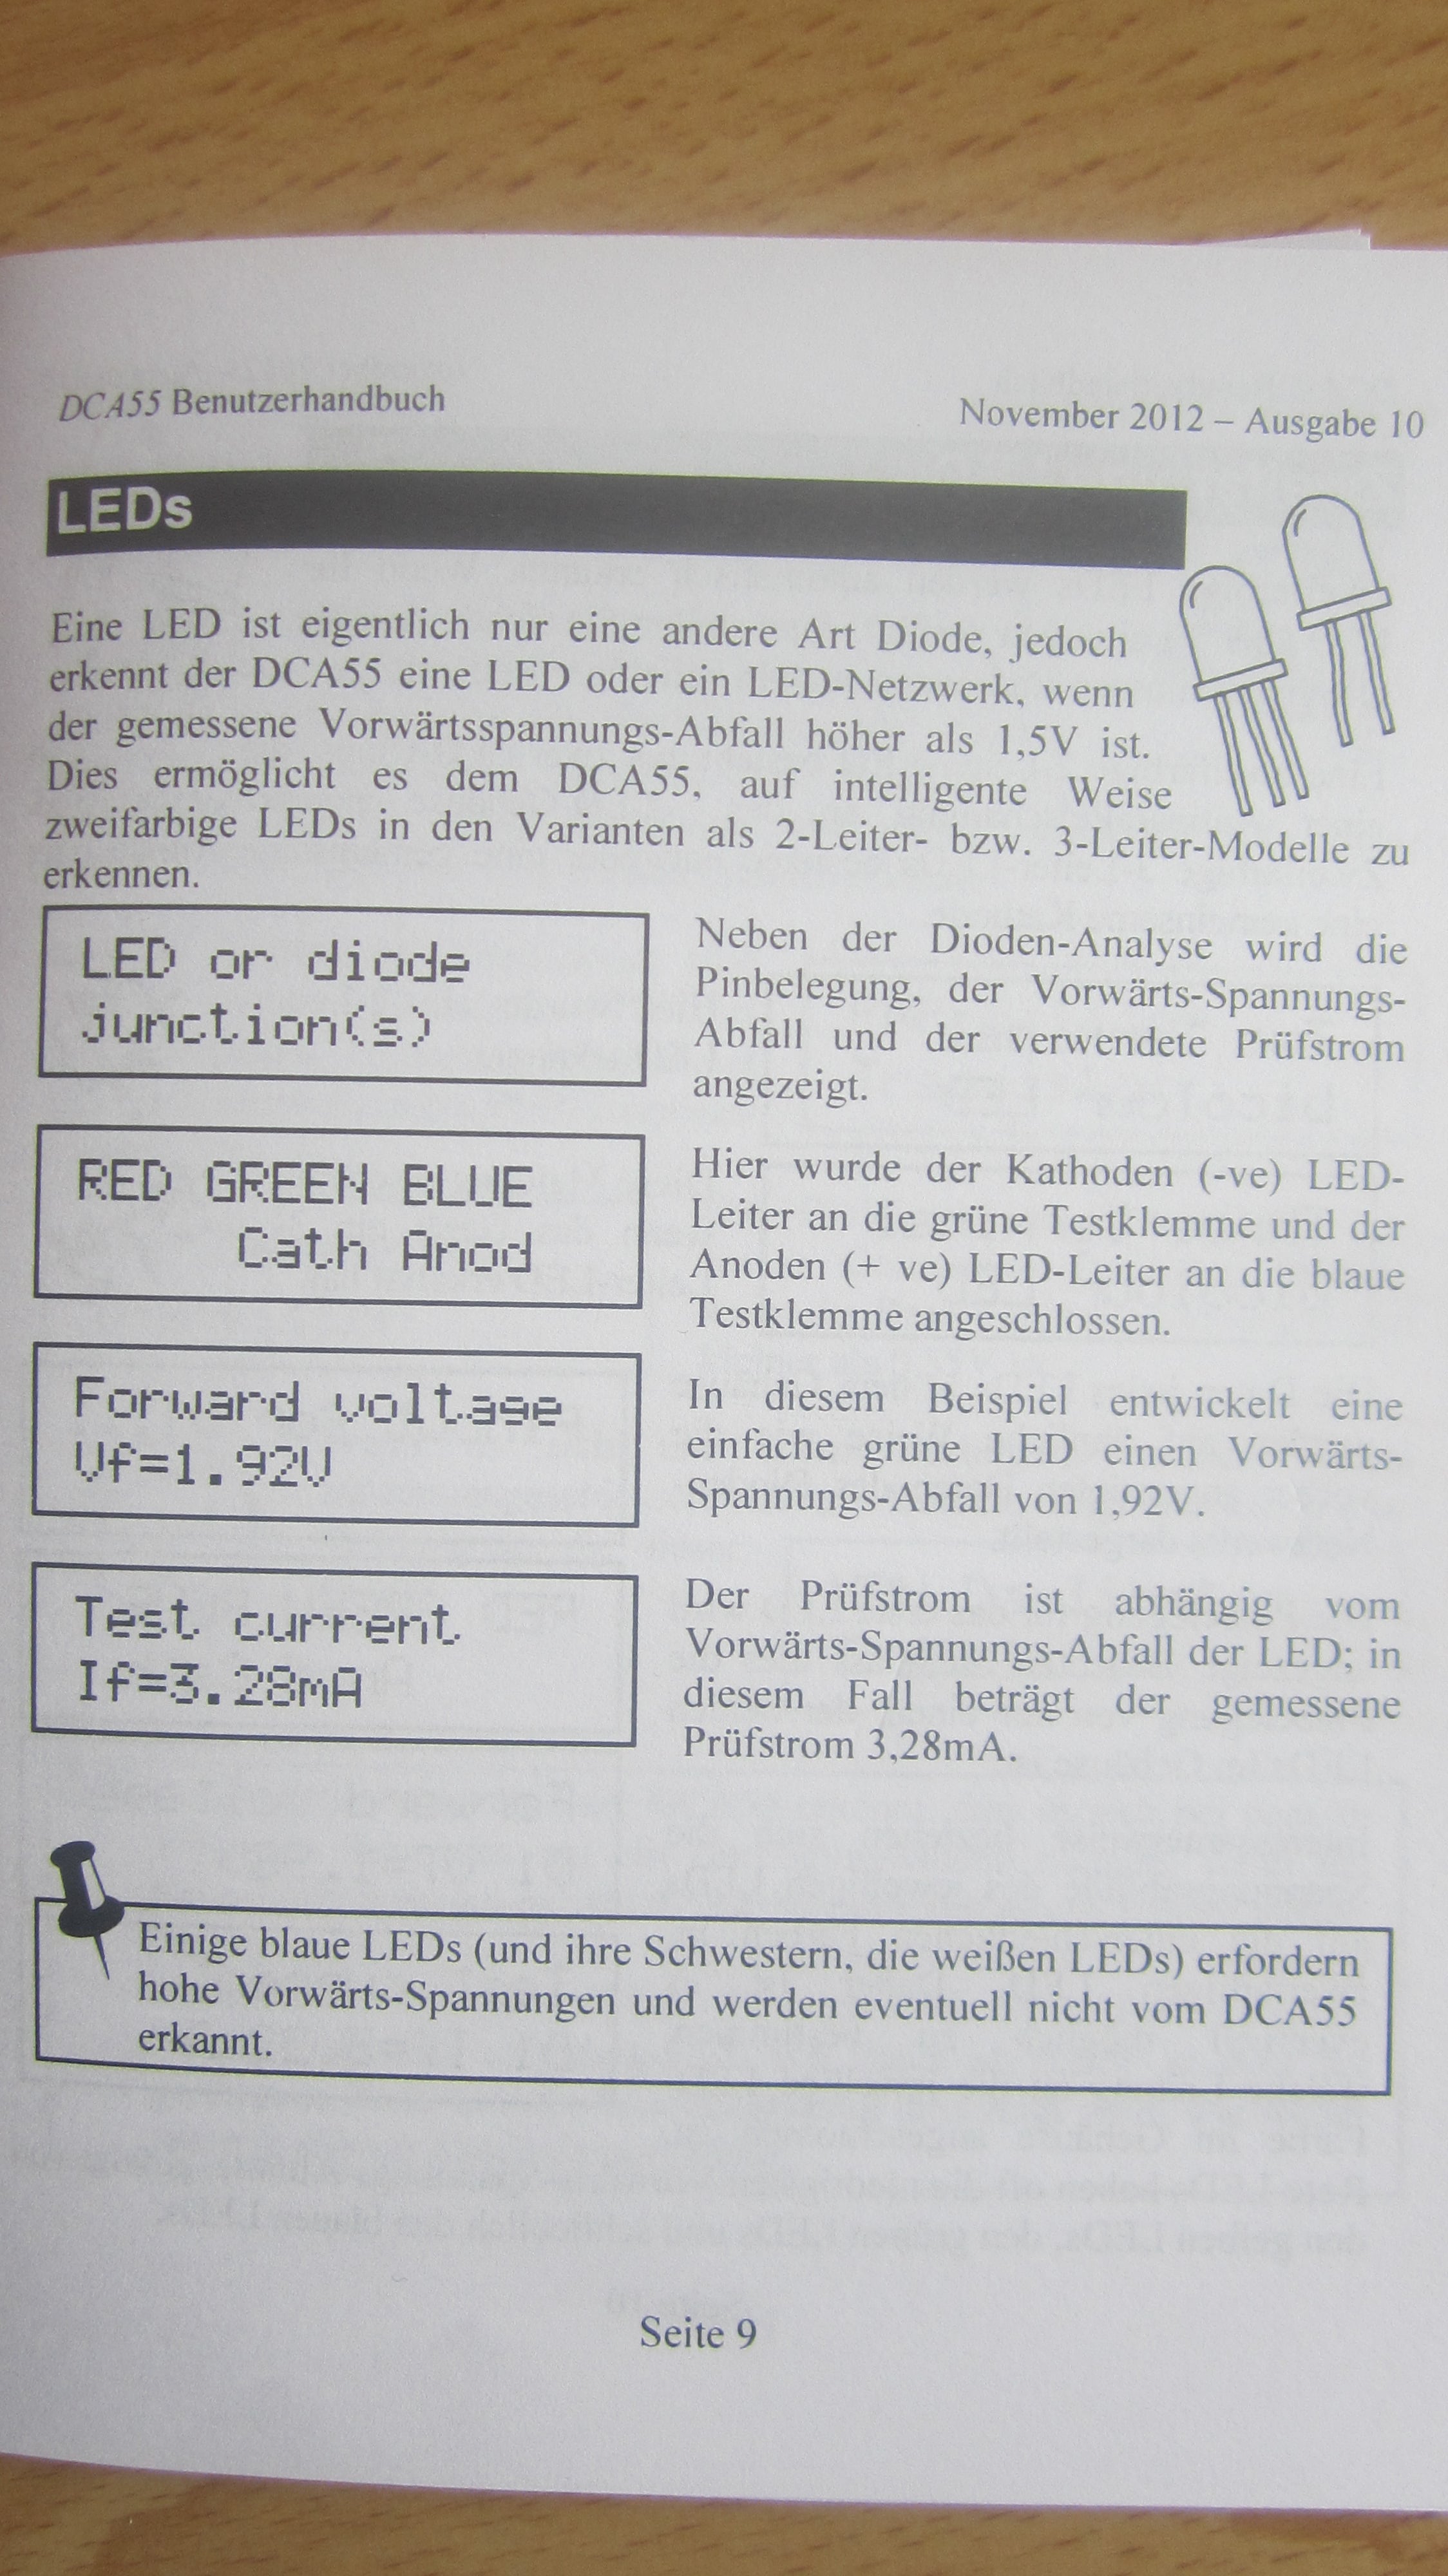 DCA55 Benutzerhandbuch
November 2012 – Ausgabe 10
LEDs
Eine LED ist eigentlich nur eine andere Art Diode, jedoch
erkennt der DCA55 eine LED oder ein LED-Netzwerk, wenn
der gemessene Vorwärtsspannungs-Abfall höher als 1,5V ist.
Dies ermöglicht es dem DCA55, auf intelligente Weise
zweifarbige LEDs in den Varianten als 2-Leiter- bzw. 3-Leiter-Modelle zu
erkennen.
LED or diode
junction(s)
Neben der Dioden-Analyse wird die
Pinbelegung, der Vorwärts-Spannungs-
Abfall und der verwendete Prüfstrom
angezeigt.
RED GREEN BLUE
Cath Anod
Hier wurde der Kathoden (-ve) LED-
Leiter an die grüne Testklemme und der
Anoden (+ ve) LED-Leiter an die blaue
Testklemme angeschlossen.
Forward voltage
Vf=1.92V
In diesem Beispiel entwickelt eine
einfache grüne LED einen Vorwärts-
Spannungs-Abfall von 1,92V.
Test current
If=3.28mA
Der Prüfstrom ist abhängig vom
Vorwärts-Spannungs-Abfall der LED; in
diesem Fall beträgt der gemessene
Prüfstrom 3,28mA.
Einige blaue LEDs (und ihre Schwestern, die weißen LEDs) erfordern
hohe Vorwärts-Spannungen und werden eventuell nicht vom DCA55
erkannt.
Seite 9